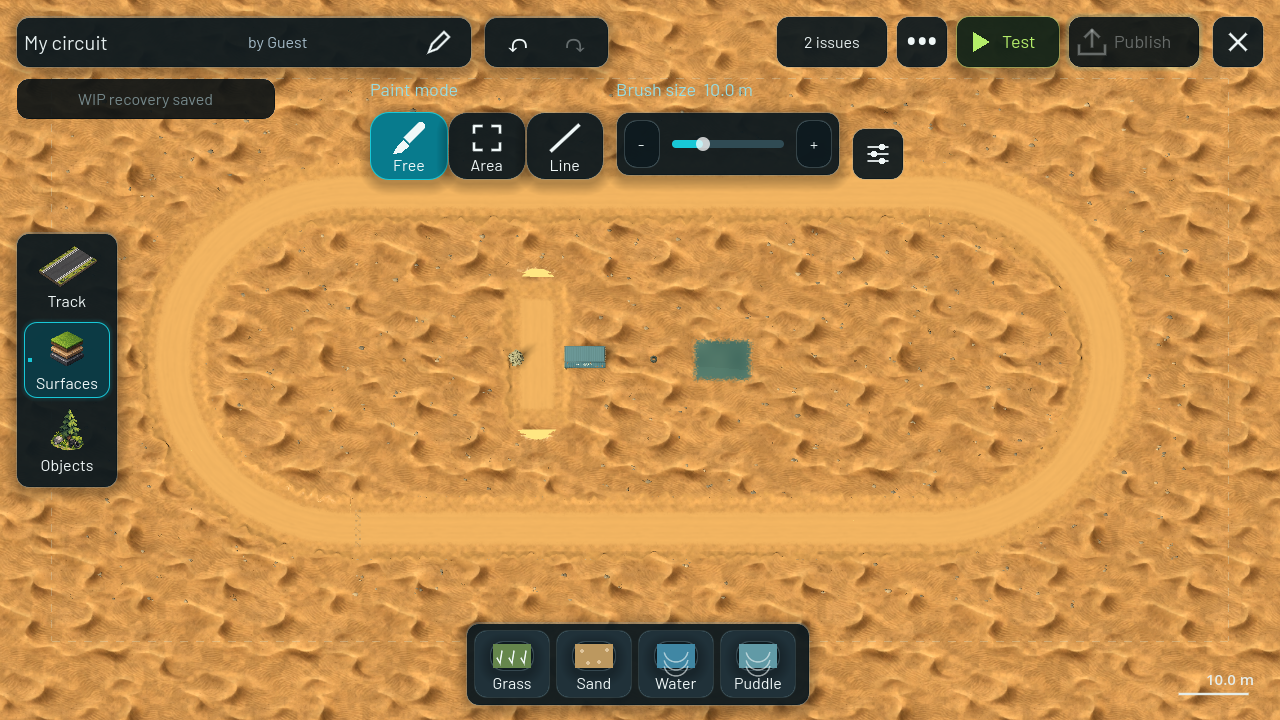 My circuit
by Guest
2 issues
Test
Publish
WIP recovery saved
Paint mode
Brush size 10.0 m
Free
Area
Line
-
+
Track
Surfaces
Objects
Grass
Sand
Water
Puddle
10.0 m